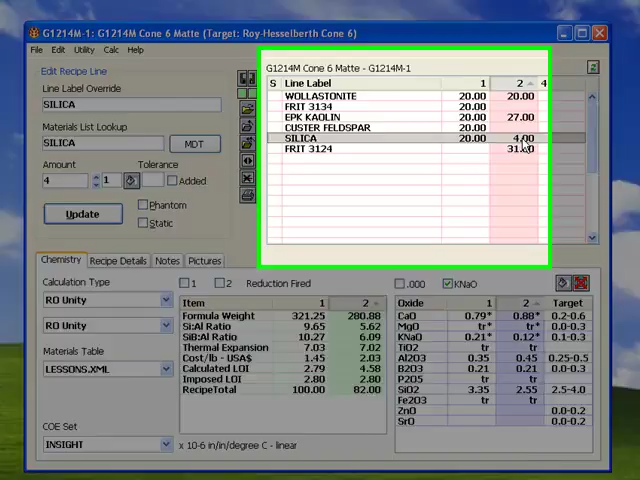 G1214M-1: G1214M Cone 6 Matte (Target: Roy-Hesselberth Cone 6)
File Edit Utility Calc Help
Edit Recipe Line
Line Label Override
SILICA
Materials List Lookup
SILICA MDT
Amount Tolerance
4 1 Added
Update Phantom
Static
G1214M Cone 6 Matte - G1214M-1
S Line Label 1 2 4
WOLLASTONITE 20.00 20.00
FRIT 3134 20.00
EPK KAOLIN 20.00 27.00
CUSTER FELDSPAR 20.00
SILICA 20.00 4.00
FRIT 3124
Chemistry Recipe Details Notes Pictures
Calculation Type
RO Unity
RO Unity
Materials Table
LESSONS.XML
COE Set
INSIGHT x 10-6 in/in/degree C - linear
1 2 Reduction Fired .000 KNaO
Item 1 2
Formula Weight 321.25 280.88
Si:Al Ratio 9.65 5.62
SiB:Al Ratio 10.27 6.09
Thermal Expansion 7.03 7.02
Cost/lb - USA$ 1.45 2.03
Calculated LOI 2.79 4.58
Imposed LOI 2.80 2.80
RecipeTotal 100.00 82.00
Oxide 1 2 Target
CaO 0.79* 0.88* 0.2-0.6
MgO tr* tr* 0.0-0.3
KNaO 0.21* 0.12* 0.1-0.3
TiO2 tr tr
Al2O3 0.35 0.45 0.25-0.5
B2O3 0.21 0.21 0.0-0.3
P2O5 tr
SiO2 3.35 2.55 2.5-4.0
Fe2O3 tr tr
ZnO 0.0-0.2
SrO 0.0-0.2